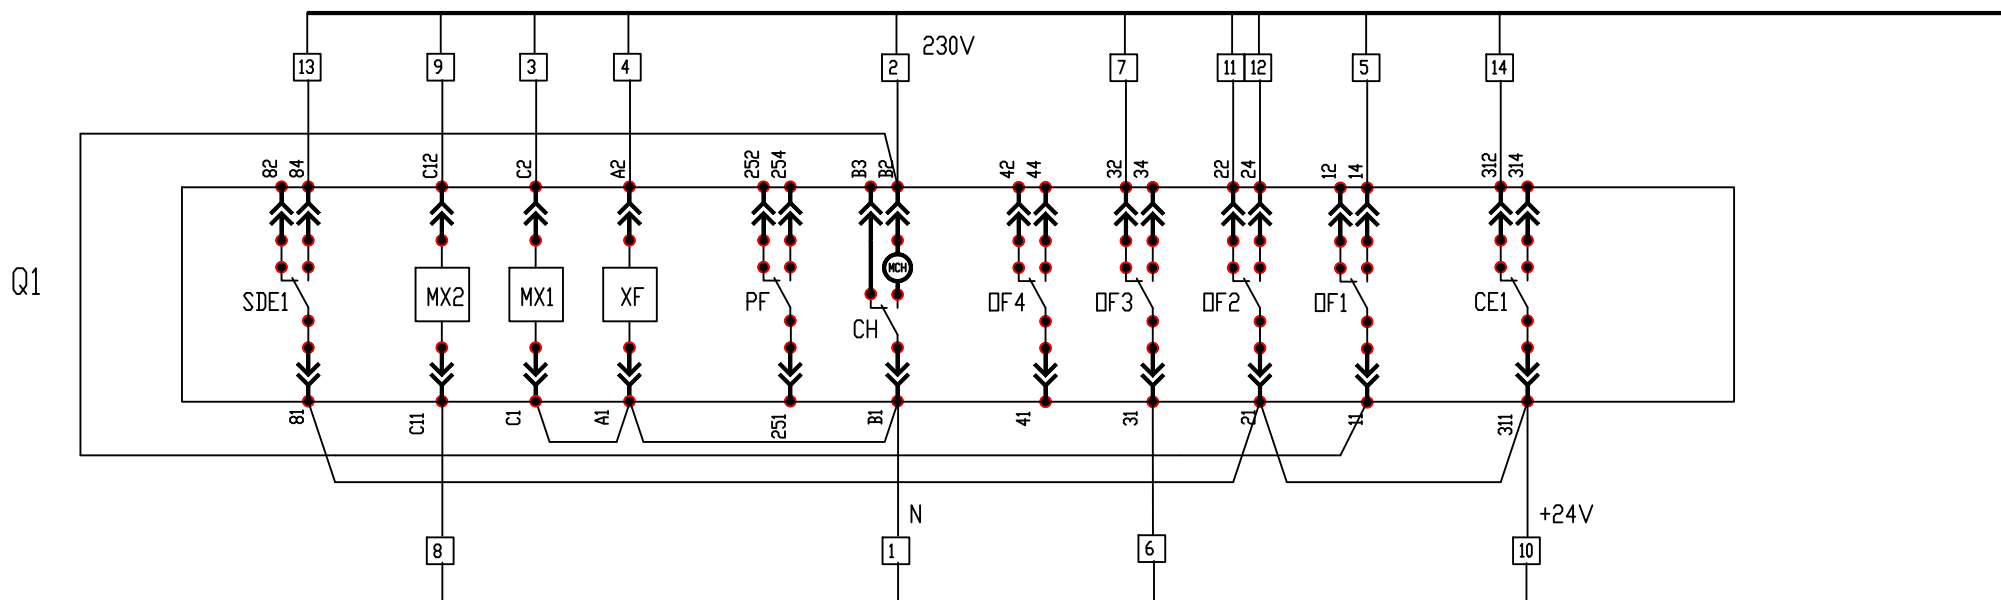 230V
13 9 3 4 2 7 11 12 5 14
82 84 C12 C2 A2 252 254 B3 B2 42 44 32 34 22 24 12 14 312 314
Q1
MCH
SDE1 MX2 MX1 XF PF CH OF4 OF3 OF2 OF1 CE1
81 C11 C1 A1 251 B1 41 31 21 11 311
N +24V
8 1 6 10